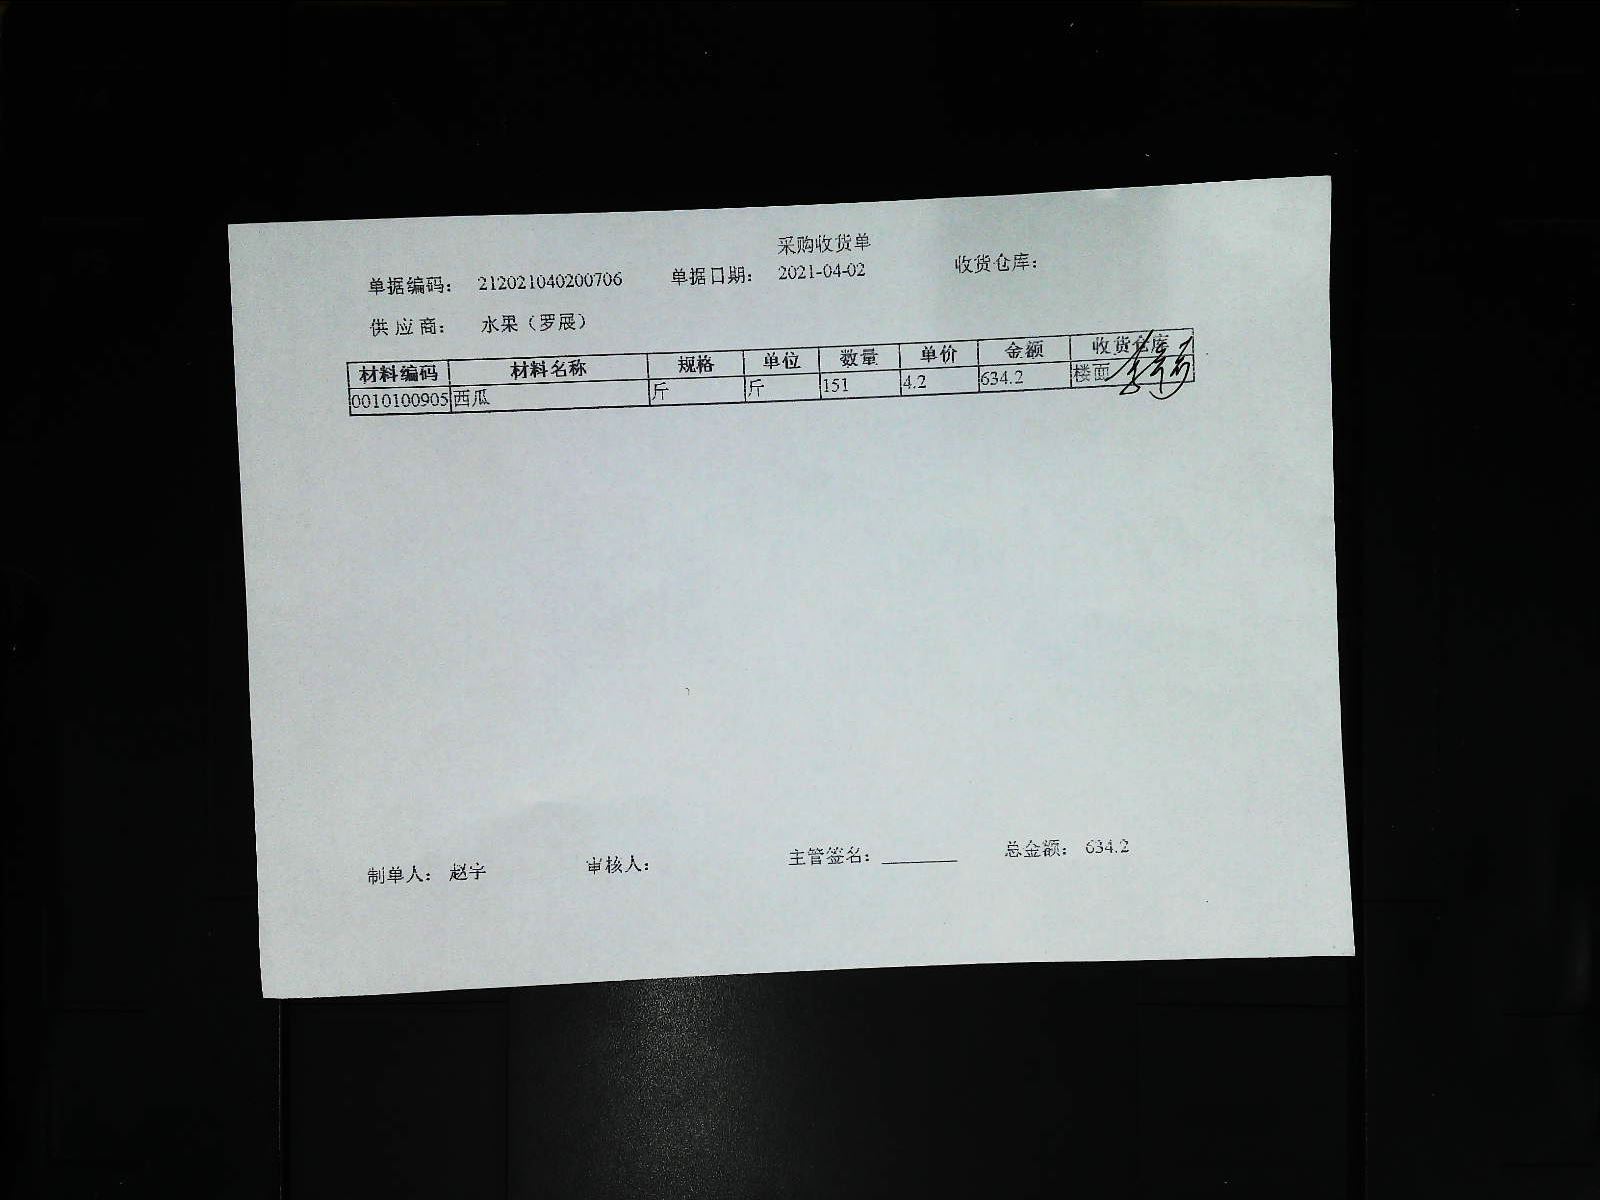 采购收货单
单据编码： 212021040200706 单据日期： 2021-04-02 收货仓库：
供应商： 水果（罗展）
材料编码 材料名称 规格 单位 数量 单价 金额 收货仓库
0010100905 西瓜 斤 斤 151 4.2 634.2 楼面
制单人： 赵宇 审核人： 主管签名： 总金额： 634.2